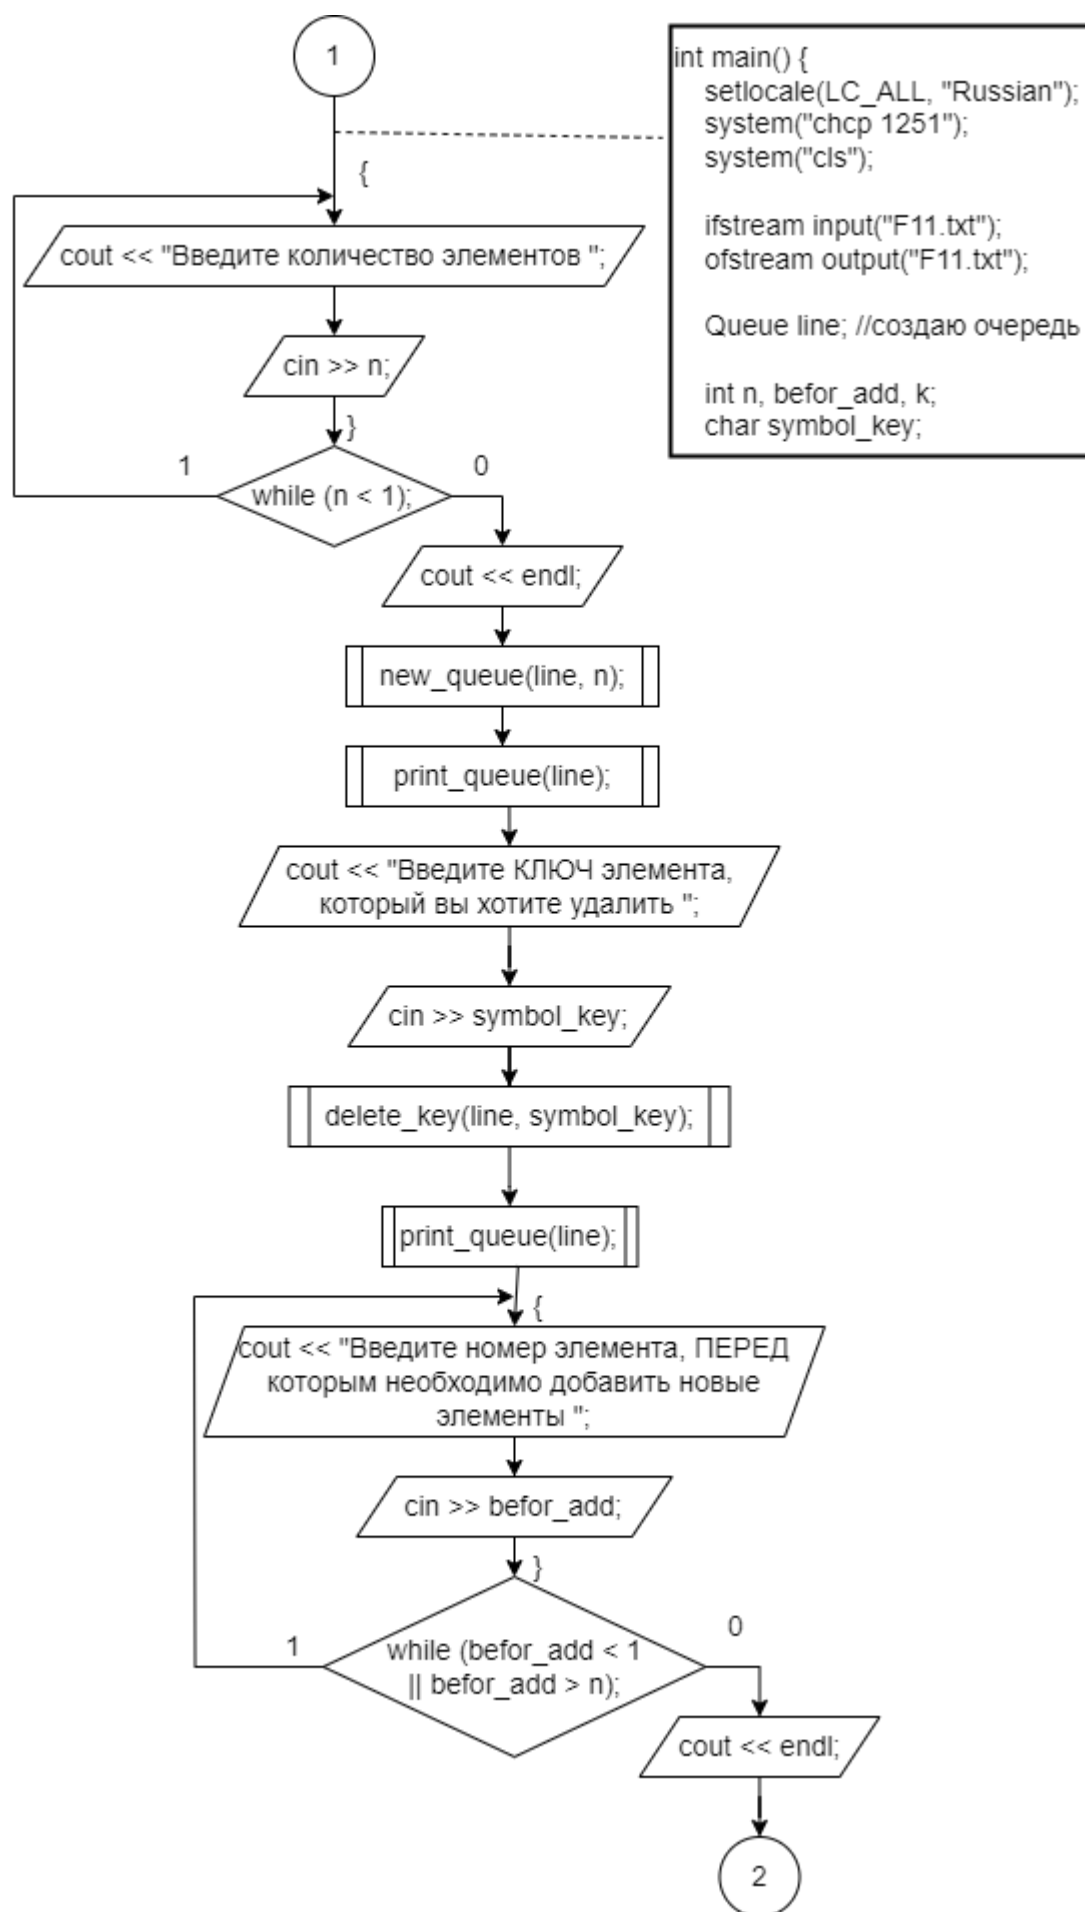 1
int main() {
setlocale(LC_ALL, "Russian");
system("chcp 1251");
system("cls");
ifstream input("F11.txt");
ofstream output("F11.txt");
Queue line; //создаю очередь
int n, befor_add, k;
char symbol_key;
{
cout << "Введите количество элементов ";
cin >> n;
}
1
0
while (n < 1);
cout << endl;
new_queue(line, n);
print_queue(line);
cout << "Введите КЛЮЧ элемента,
который вы хотите удалить ";
cin >> symbol_key;
delete_key(line, symbol_key);
print_queue(line);
{
cout << "Введите номер элемента, ПЕРЕД
которым необходимо добавить новые
элементы ";
cin >> befor_add;
}
1
0
while (befor_add < 1
|| befor_add > n);
cout << endl;
2